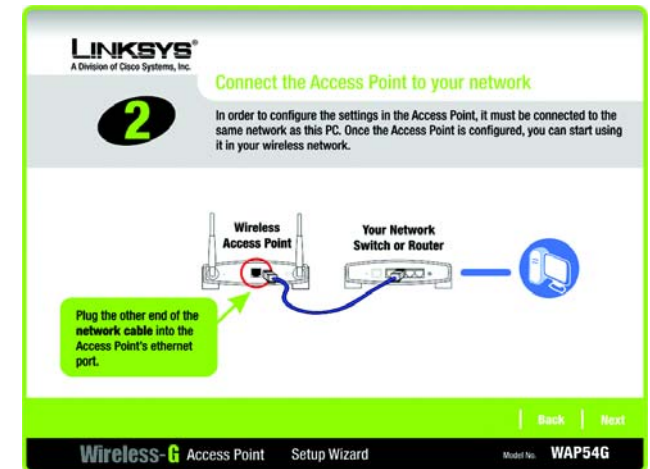 LINKSYS®
A Division of Cisco Systems, Inc.
Connect the Access Point to your network
2
In order to configure the settings in the Access Point, it must be connected to the
same network as this PC. Once the Access Point is configured, you can start using
it in your wireless network.
Wireless
Access Point
Your Network
Switch or Router
Plug the other end of the
network cable into the
Access Point's ethernet
port.
Back | Next
Wireless-G Access Point Setup Wizard Model No. WAP54G